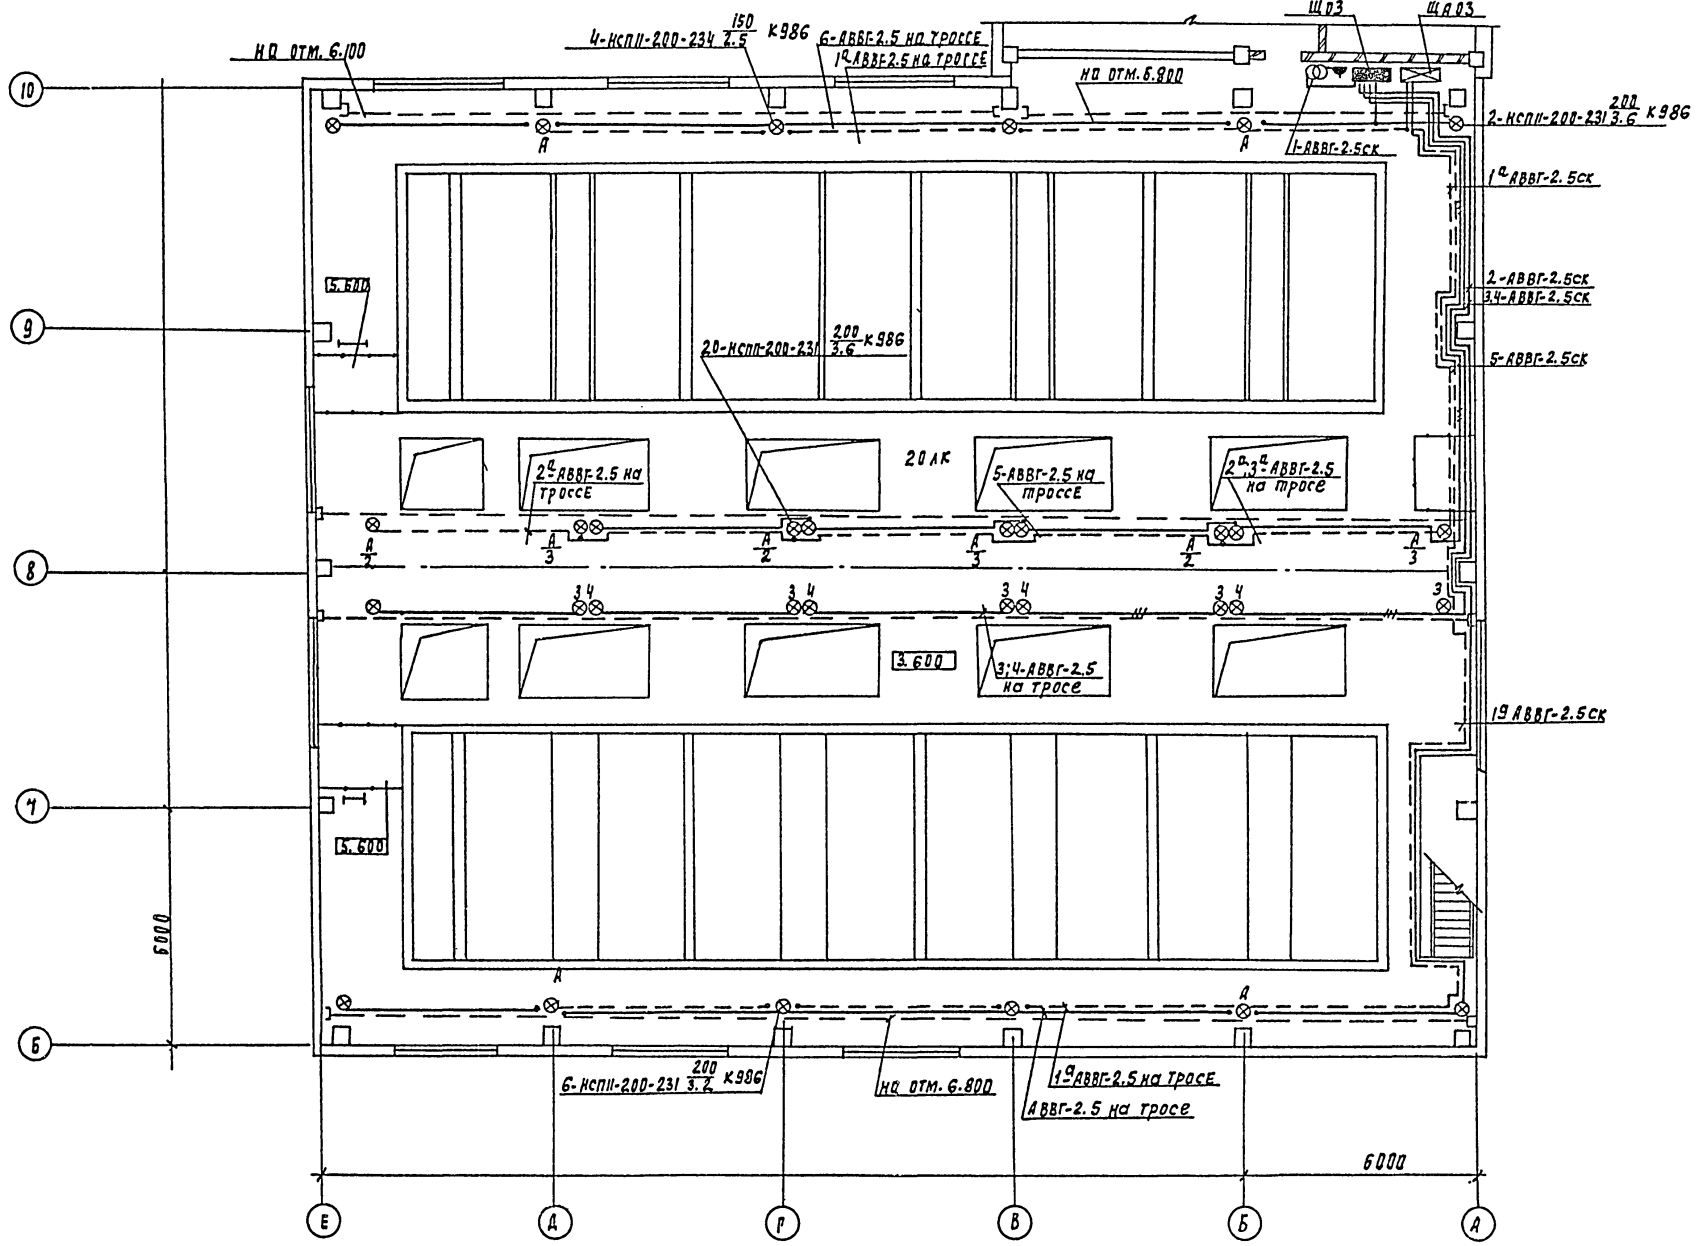 ЩО3
ЩАО3
на отм. 6.100
4-НСП11-200-234 150/2.5 К986
6-АВВГ-2.5 на троссе
1а АВВГ-2.5 на троссе
на отм. 6.800
2-НСП11-200-231 200/3.6 К986
1-АВВГ-2.5ск
10
А
А
1а АВВГ-2.5ск
5.600
2-АВВГ-2.5ск
3,4-АВВГ-2.5ск
9
20-НСП11-200-231 200/3.6 К986
5-АВВГ-2.5ск
20 лк
2а-АВВГ-2.5 на
троссе
5-АВВГ-2.5 на
троссе
2а,3а-АВВГ-2.5
на тросе
А/2
А/3
А/2
А/3
А/2
А/3
8
3 4
3 4
3 4
3 4
3
3.600
3;4-АВВГ-2.5
на тросе
19 АВВГ-2.5ск
7
5.600
6000
А
А
6
6-НСП11-200-231 200/3.2 К986
на отм. 6.800
1а АВВГ-2.5 на тросе
АВВГ-2.5 на тросе
6000
Е
Д
Г
В
Б
А